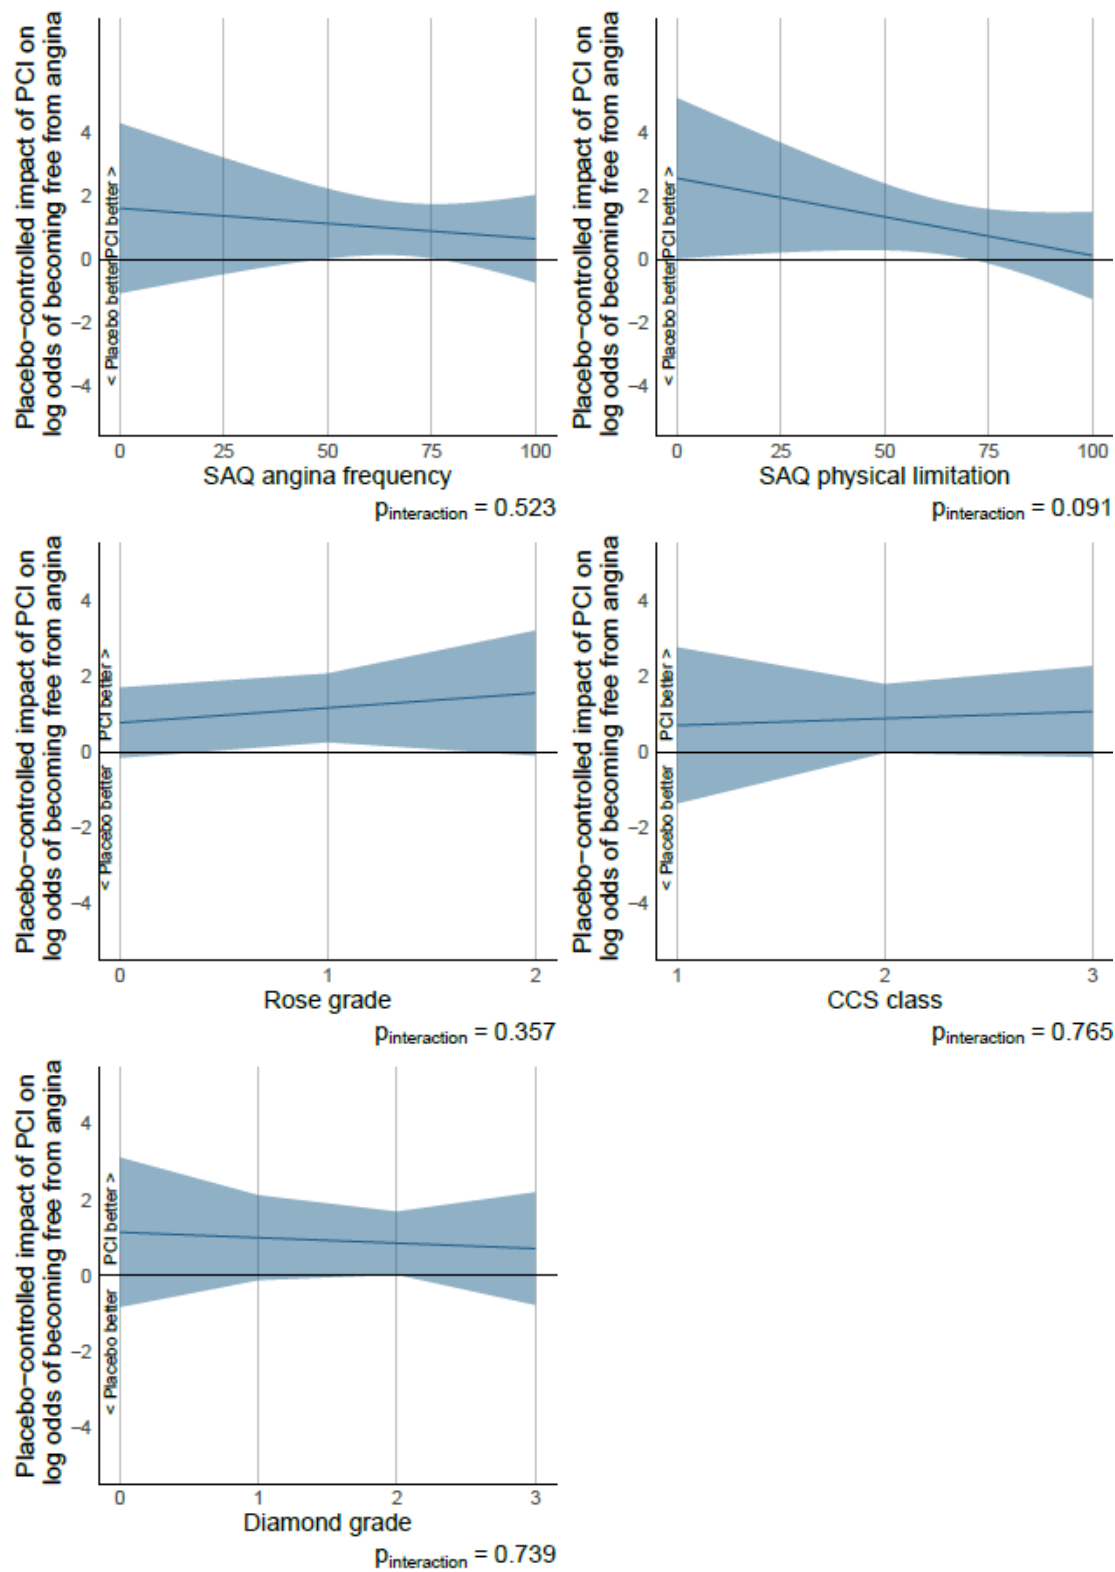 Placebo−controlled impact of PCI on
log odds of becoming free from angina
4
2
0
−2
−4
< Placebo better
PCI better >
0 25 50 75 100
SAQ angina frequency
pinteraction = 0.523
Placebo−controlled impact of PCI on
log odds of becoming free from angina
4
2
0
−2
−4
< Placebo better
PCI better >
0 25 50 75 100
SAQ physical limitation
pinteraction = 0.091
Placebo−controlled impact of PCI on
log odds of becoming free from angina
4
2
0
−2
−4
< Placebo better
PCI better >
0 1 2
Rose grade
pinteraction = 0.357
Placebo−controlled impact of PCI on
log odds of becoming free from angina
4
2
0
−2
−4
< Placebo better
PCI better >
1 2 3
CCS class
pinteraction = 0.765
Placebo−controlled impact of PCI on
log odds of becoming free from angina
4
2
0
−2
−4
< Placebo better
PCI better >
0 1 2 3
Diamond grade
pinteraction = 0.739